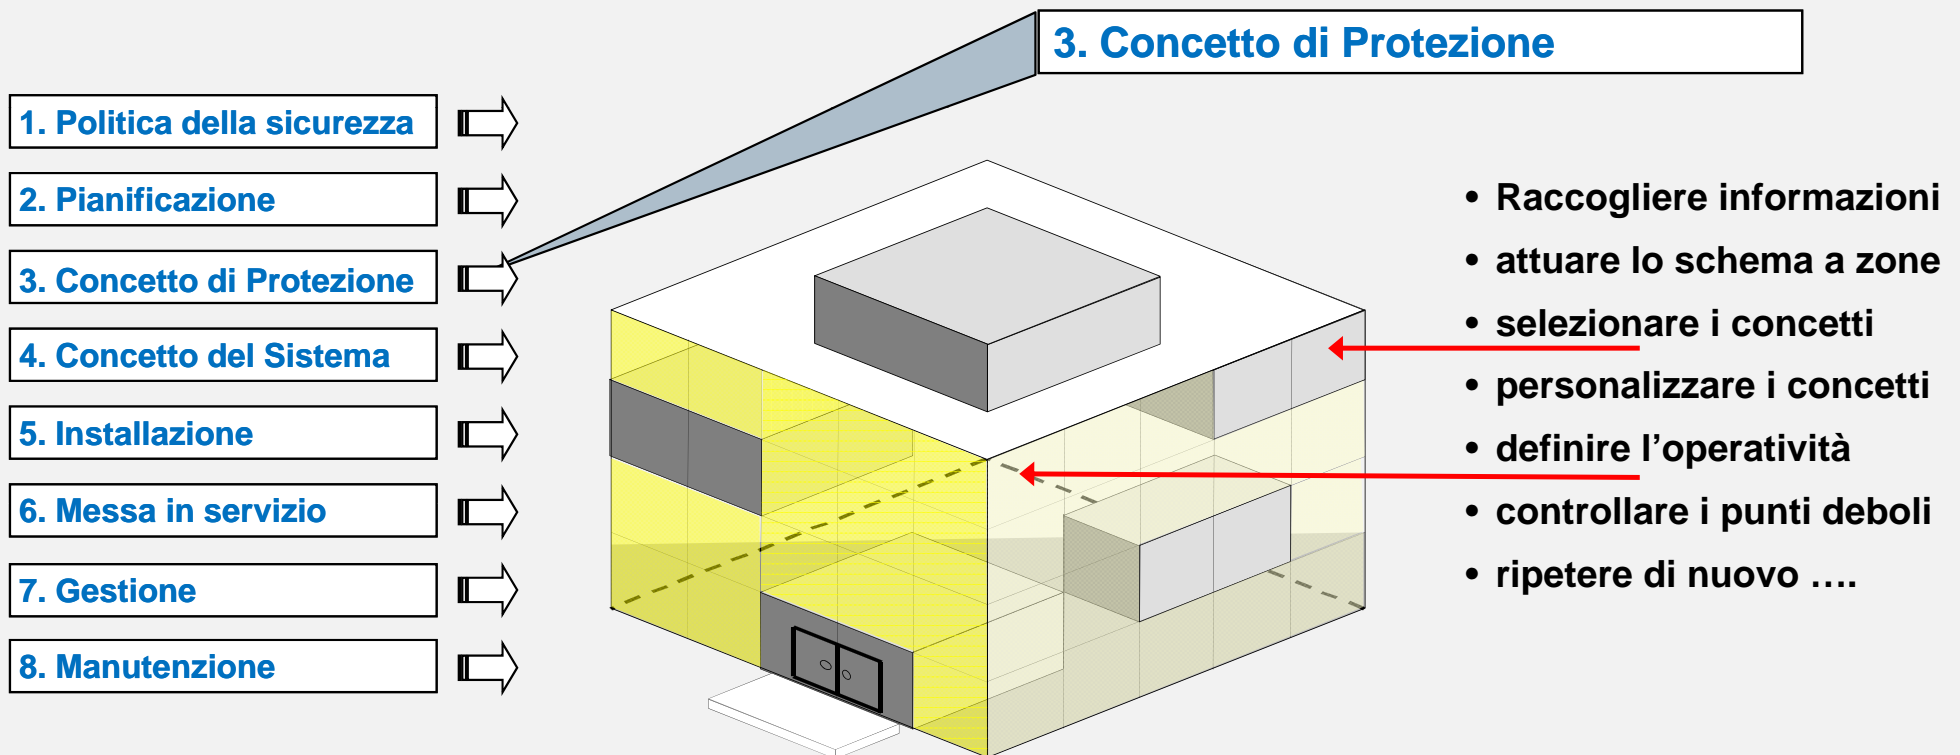 3. Concetto di Protezione
1. Politica della sicurezza
2. Pianificazione
3. Concetto di Protezione
4. Concetto del Sistema
5. Installazione
6. Messa in servizio
7. Gestione
8. Manutenzione
• Raccogliere informazioni
• attuare lo schema a zone
• selezionare i concetti
• personalizzare i concetti
• definire l’operatività
• controllare i punti deboli
• ripetere di nuovo ….